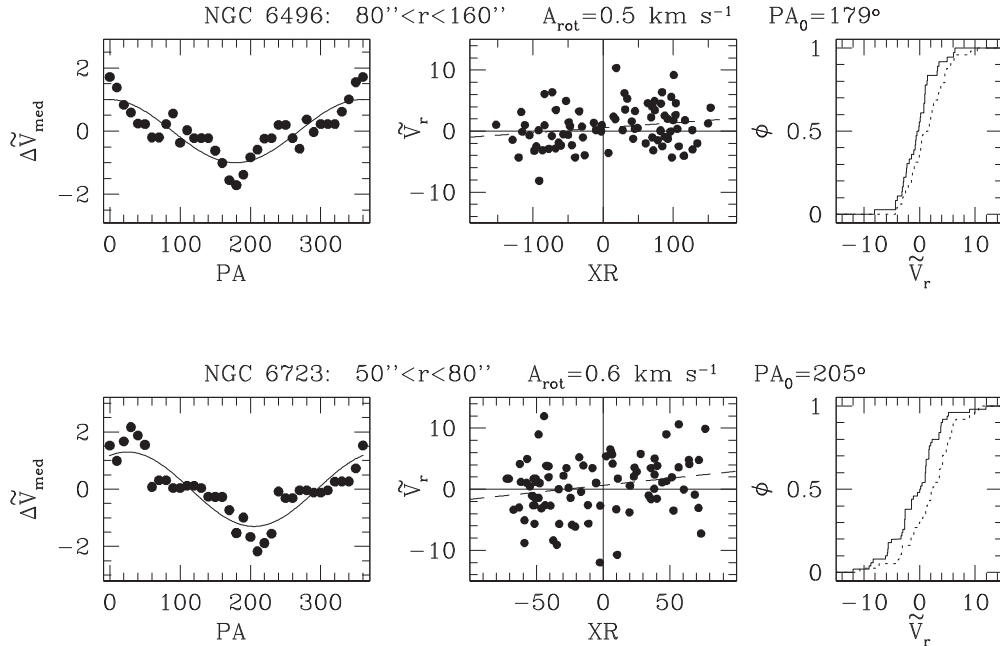 NGC 6496: 80''<r<160'' A_rot=0.5 km s⁻¹ PA₀=179°
2
0
−2
ΔṼ_med
0 100 200 300
PA
10
0
−10
Ṽ_r
−100 0 100
XR
1
0.5
0
ϕ
−10 0 10
Ṽ_r
NGC 6723: 50''<r<80'' A_rot=0.6 km s⁻¹ PA₀=205°
2
0
−2
ΔṼ_med
0 100 200 300
PA
10
0
−10
Ṽ_r
−50 0 50
XR
1
0.5
0
ϕ
−10 0 10
Ṽ_r